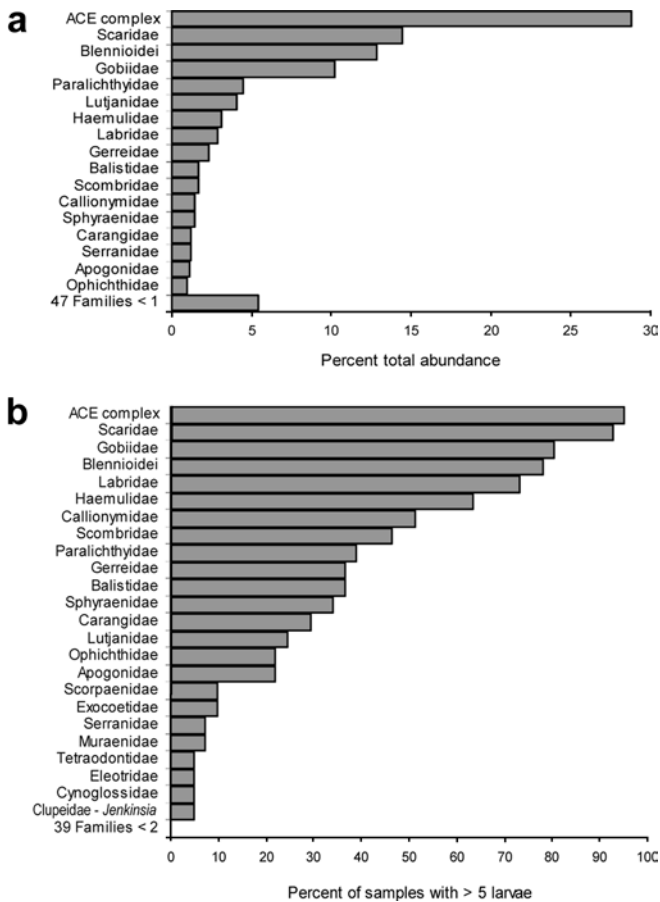 a
ACE complex
Scaridae
Blennioidei
Gobiidae
Paralichthyidae
Lutjanidae
Haemulidae
Labridae
Gerreidae
Balistidae
Scombridae
Callionymidae
Sphyraenidae
Carangidae
Serranidae
Apogonidae
Ophichthidae
47 Families < 1
0 5 10 15 20 25 30
Percent total abundance
b
ACE complex
Scaridae
Gobiidae
Blennioidei
Labridae
Haemulidae
Callionymidae
Scombridae
Paralichthyidae
Gerreidae
Balistidae
Sphyraenidae
Carangidae
Lutjanidae
Ophichthidae
Apogonidae
Scorpaenidae
Exocoetidae
Serranidae
Muraenidae
Tetraodontidae
Eleotridae
Cynoglossidae
Clupeidae - Jenkinsia
39 Families < 2
0 10 20 30 40 50 60 70 80 90 100
Percent of samples with > 5 larvae